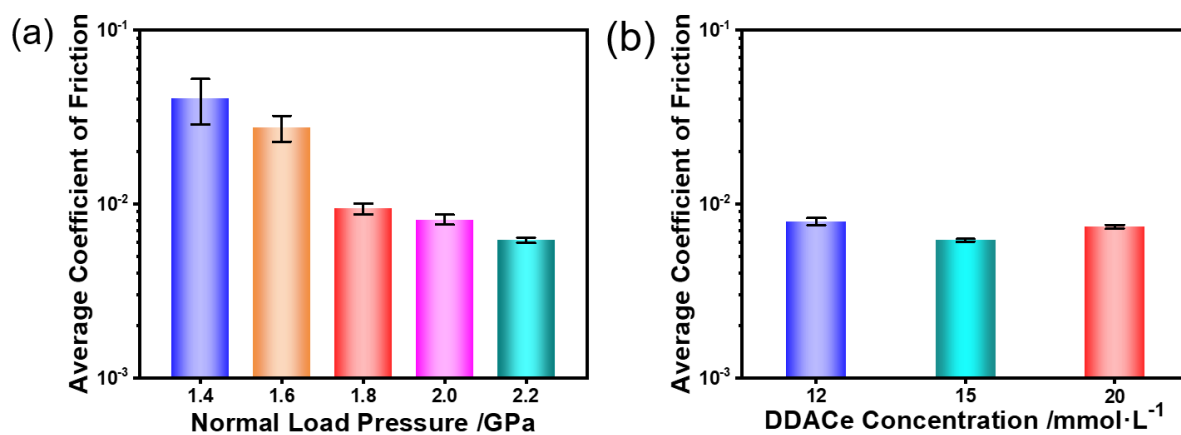 (a)
Average Coefficient of Friction
10⁻¹
10⁻²
10⁻³
1.4 1.6 1.8 2.0 2.2
Normal Load Pressure /GPa
(b)
Average Coefficient of Friction
10⁻¹
10⁻²
10⁻³
12 15 20
DDACe Concentration /mmol·L⁻¹